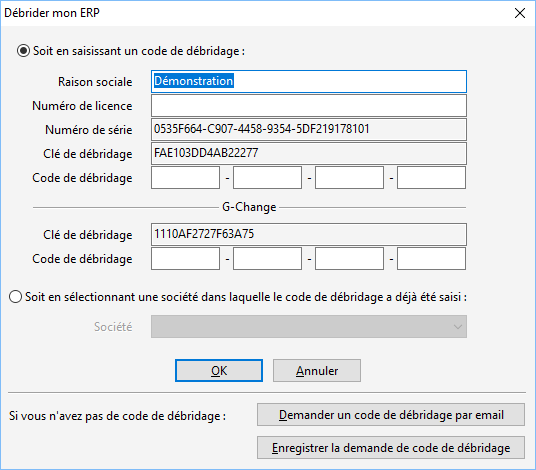 Débrider mon ERP
Soit en saisissant un code de débridage :
Raison sociale Démonstration
Numéro de licence
Numéro de série 0535F664-C907-4458-9354-5DF219178101
Clé de débridage FAE103DD4AB22277
Code de débridage - - -
G-Change
Clé de débridage 1110AF2727F63A75
Code de débridage - - -
Soit en sélectionnant une société dans laquelle le code de débridage a déjà été saisi :
Société
OK Annuler
Si vous n'avez pas de code de débridage : Demander un code de débridage par email
Enregistrer la demande de code de débridage